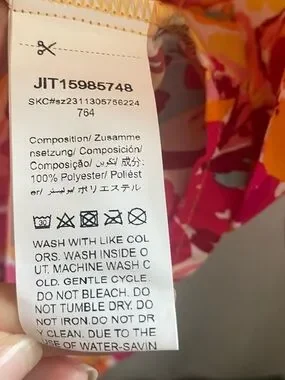 JIT15985748
SKC#sz2311305756224
764
Composition/ Zusamme
nsetzung/ Composición/
Composição/ تكوين/ 成分:
100% Polyester/ Poliést
er/ بوليستر/ ポリエステル
30
WASH WITH LIKE COL
ORS. WASH INSIDE O
UT. MACHINE WASH C
OLD. GENTLE CYCLE.
DO NOT BLEACH. DO
NOT TUMBLE DRY. DO
NOT IRON.DO NOT DR
Y CLEAN. DUE TO THE
USE OF WATER-SAVIN